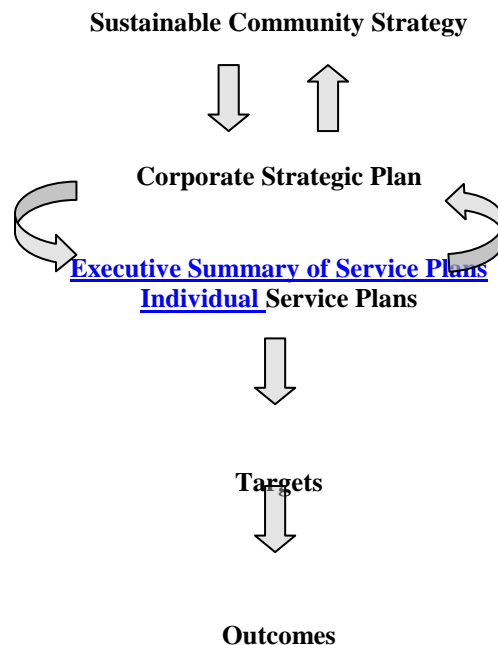 Sustainable Community Strategy
Corporate Strategic Plan
Executive Summary of Service Plans
Individual Service Plans
Targets
Outcomes